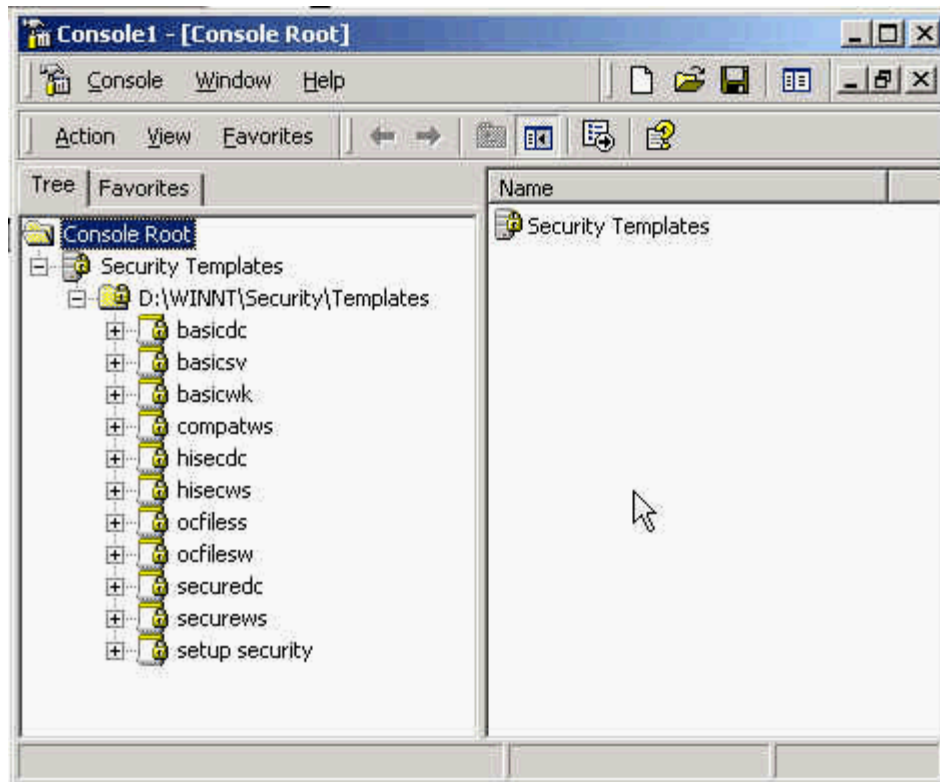 Console1 - [Console Root]
Console Window Help
Action View Favorites
Tree Favorites
Name
Console Root
Security Templates
D:\WINNT\Security\Templates
basicdc
basicsv
basicwk
compatws
hisecdc
hisecws
ocfiless
ocfilesw
securedc
securews
setup security
Security Templates